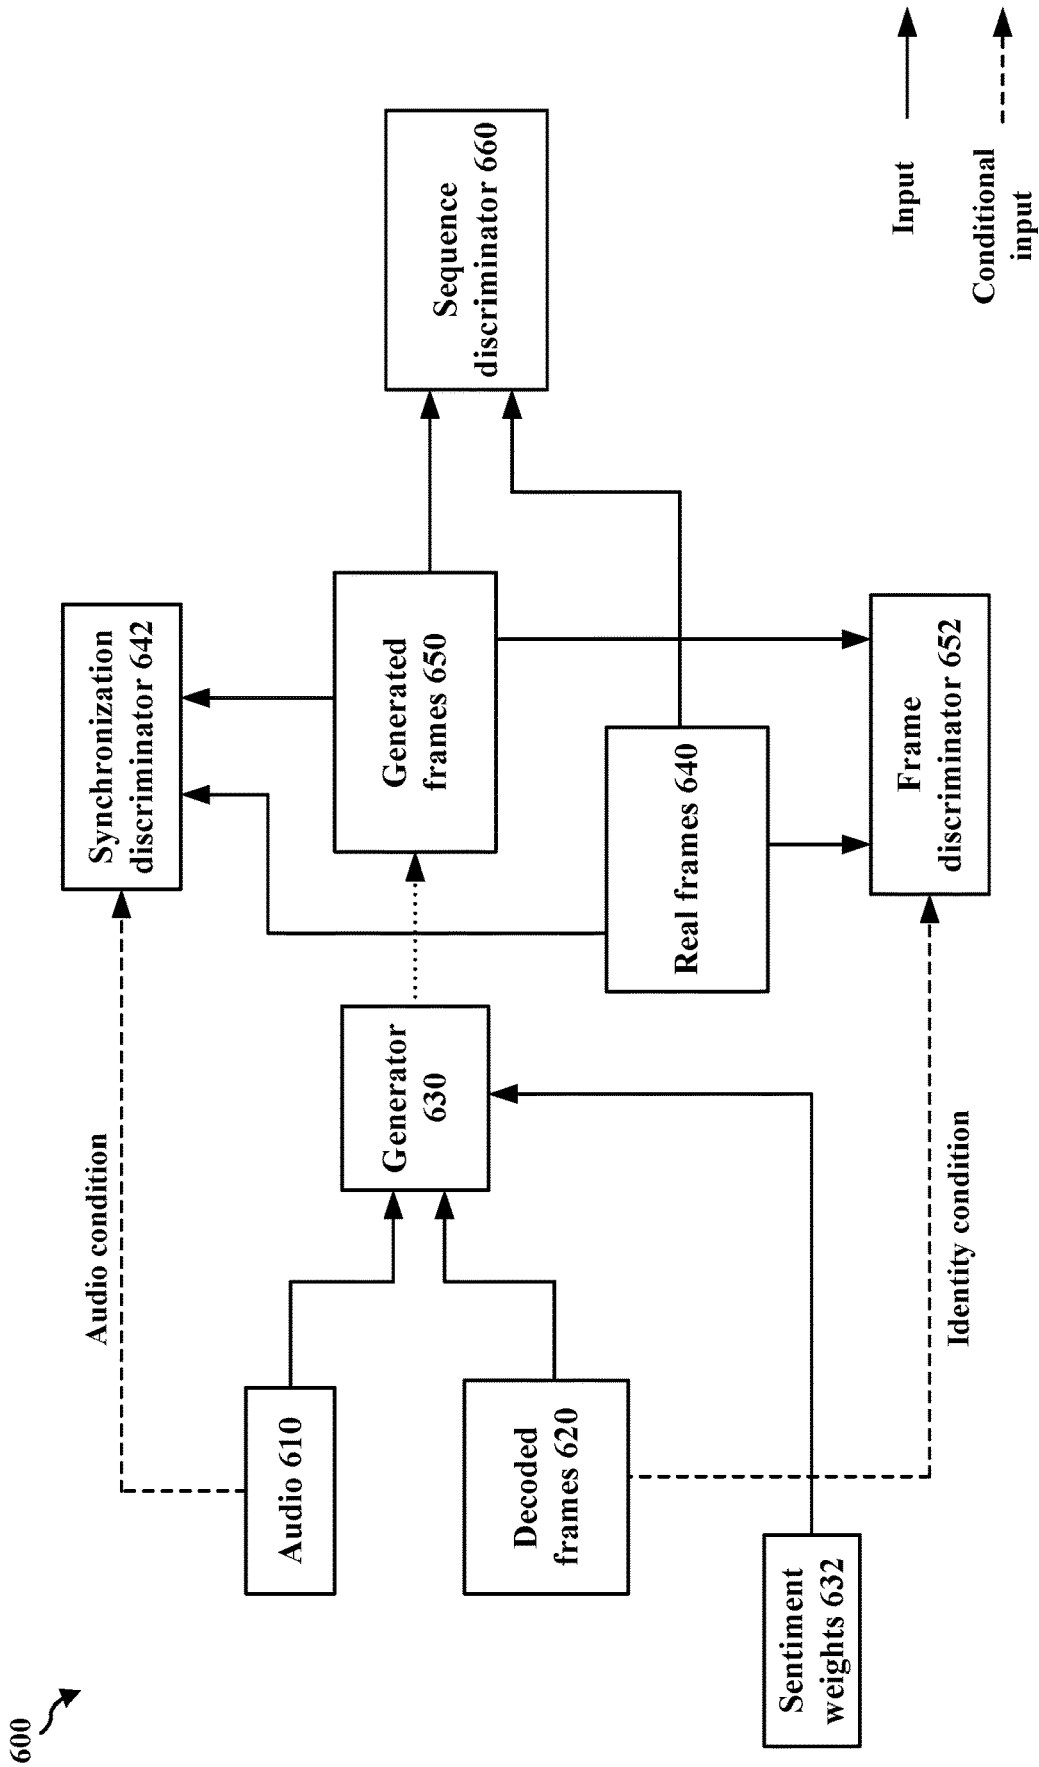 600
Audio condition
Synchronization
discriminator 642
Audio 610
Generator
630
Generated
frames 650
Sequence
discriminator 660
Decoded
frames 620
Real frames 640
Sentiment
weights 632
Identity condition
Frame
discriminator 652
Input
Conditional
input